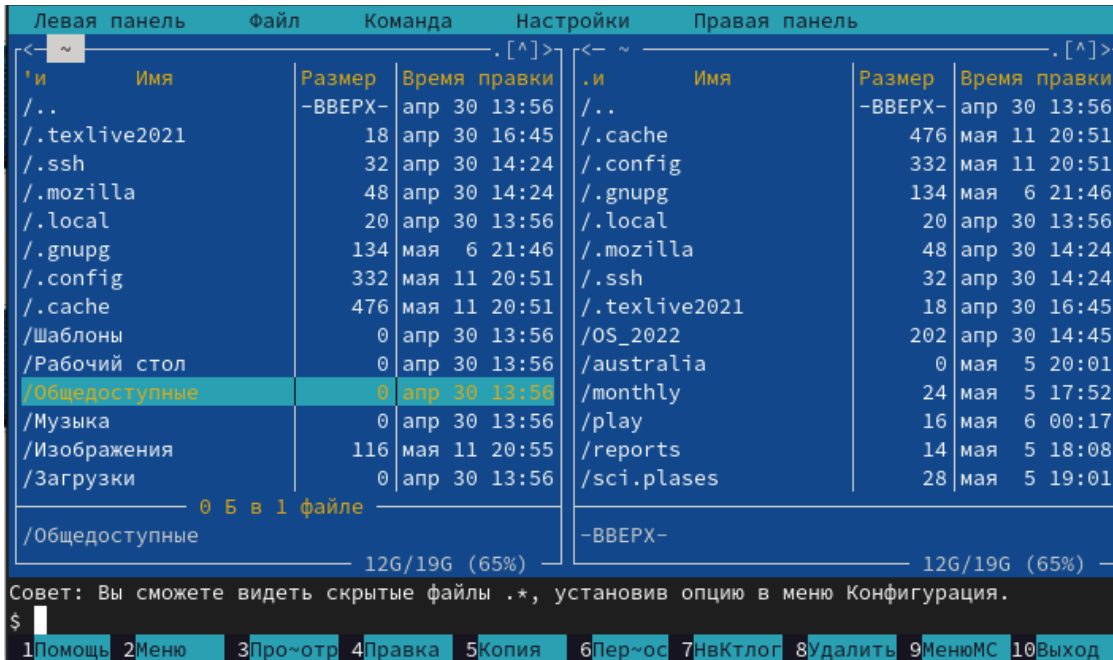 Левая панель Файл Команда Настройки Правая панель
<— ~ .[^]> <— ~ .[^]>
'и Имя Размер Время правки .и Имя Размер Время правки
/.. -ВВЕРХ- апр 30 13:56 /.. -ВВЕРХ- апр 30 13:56
/.texlive2021 18 апр 30 16:45 /.cache 476 мая 11 20:51
/.ssh 32 апр 30 14:24 /.config 332 мая 11 20:51
/.mozilla 48 апр 30 14:24 /.gnupg 134 мая 6 21:46
/.local 20 апр 30 13:56 /.local 20 апр 30 13:56
/.gnupg 134 мая 6 21:46 /.mozilla 48 апр 30 14:24
/.config 332 мая 11 20:51 /.ssh 32 апр 30 14:24
/.cache 476 мая 11 20:51 /.texlive2021 18 апр 30 16:45
/Шаблоны 0 апр 30 13:56 /OS_2022 202 апр 30 14:45
/Рабочий стол 0 апр 30 13:56 /australia 0 мая 5 20:01
/Общедоступные 0 апр 30 13:56 /monthly 24 мая 5 17:52
/Музыка 0 апр 30 13:56 /play 16 мая 6 00:17
/Изображения 116 мая 11 20:55 /reports 14 мая 5 18:08
/Загрузки 0 апр 30 13:56 /sci.plases 28 мая 5 19:01
0 Б в 1 файле
/Общедоступные -ВВЕРХ-
12G/19G (65%) 12G/19G (65%)
Совет: Вы сможете видеть скрытые файлы .*, установив опцию в меню Конфигурация.
$
1Помощь 2Меню 3Про~отр 4Правка 5Копия 6Пер~ос 7НвКтлог 8Удалить 9МенюМС 10Выход